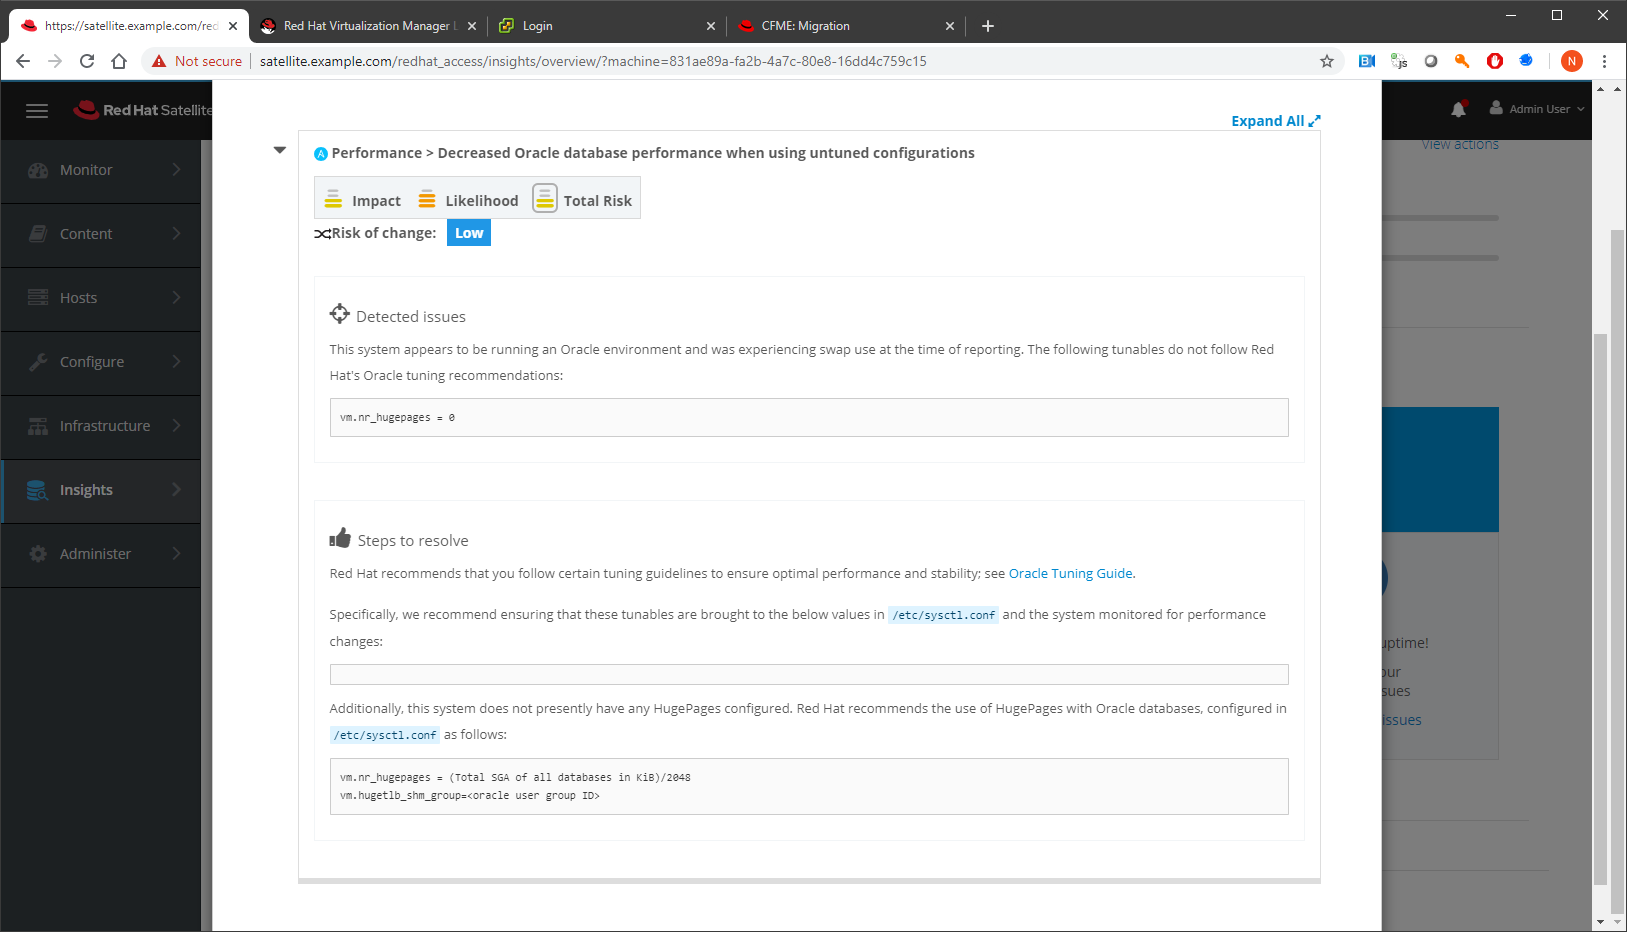 https://satellite.example.com/red
Red Hat Virtualization Manager
Login
CFME: Migration
Not secure
satellite.example.com/redhat_access/insights/overview/?machine=831ae89a-fa2b-4a7c-80e8-16dd4c759c15
js
N
Red Hat Satellite
Admin User
Monitor
Content
Hosts
Configure
Infrastructure
Insights
Administer
View actions
Expand All
A Performance > Decreased Oracle database performance when using untuned configurations
Impact Likelihood Total Risk
Risk of change: Low
Detected issues
This system appears to be running an Oracle environment and was experiencing swap use at the time of reporting. The following tunables do not follow Red
Hat's Oracle tuning recommendations:
vm.nr_hugepages = 0
Steps to resolve
Red Hat recommends that you follow certain tuning guidelines to ensure optimal performance and stability; see Oracle Tuning Guide.
Specifically, we recommend ensuring that these tunables are brought to the below values in /etc/sysctl.conf and the system monitored for performance
changes:
Additionally, this system does not presently have any HugePages configured. Red Hat recommends the use of HugePages with Oracle databases, configured in
/etc/sysctl.conf as follows:
vm.nr_hugepages = (Total SGA of all databases in KiB)/2048
vm.hugetlb_shm_group=<oracle user group ID>
uptime!
our
sues
issues